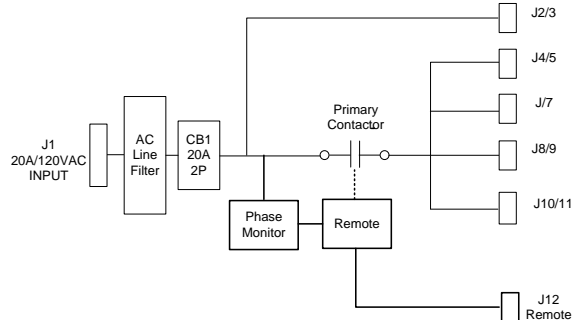 J2/3
J4/5
J/7
J8/9
J10/11
J1
20A/120VAC
INPUT
AC
Line
Filter
CB1
20A
2P
Primary
Contactor
Phase
Monitor
Remote
J12
Remote